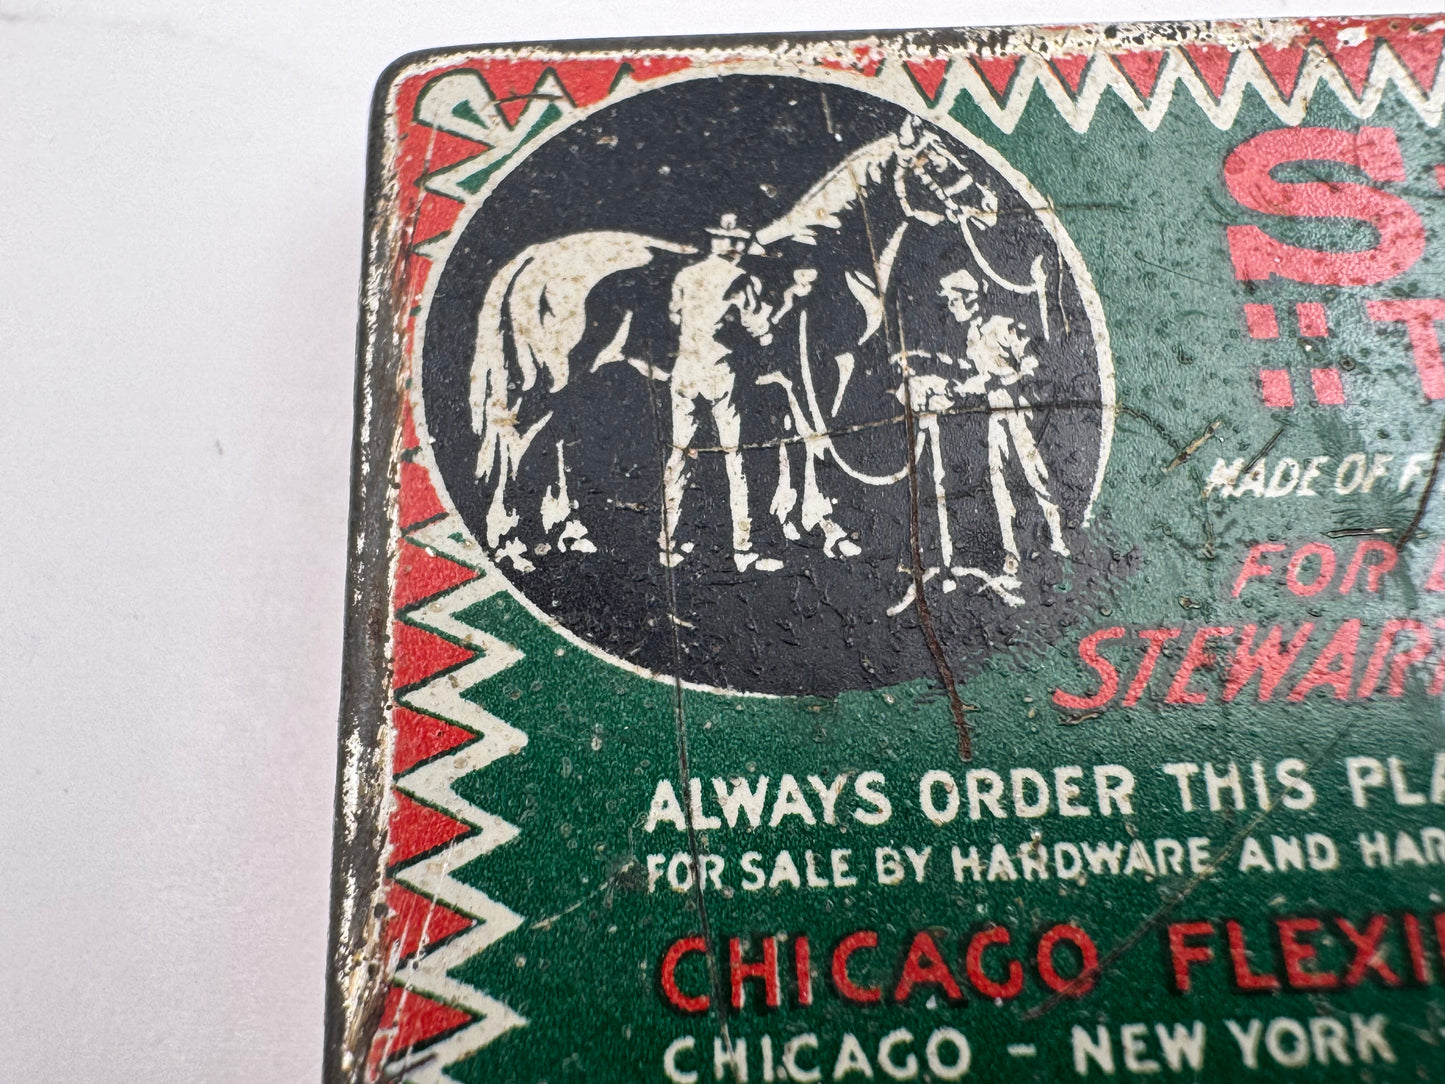 S
T
MADE OF F
FOR
STEWAR
ALWAYS ORDER THIS PLA
FOR SALE BY HARDWARE AND HAR
CHICAGO FLEXI
CHICAGO - NEW YORK -